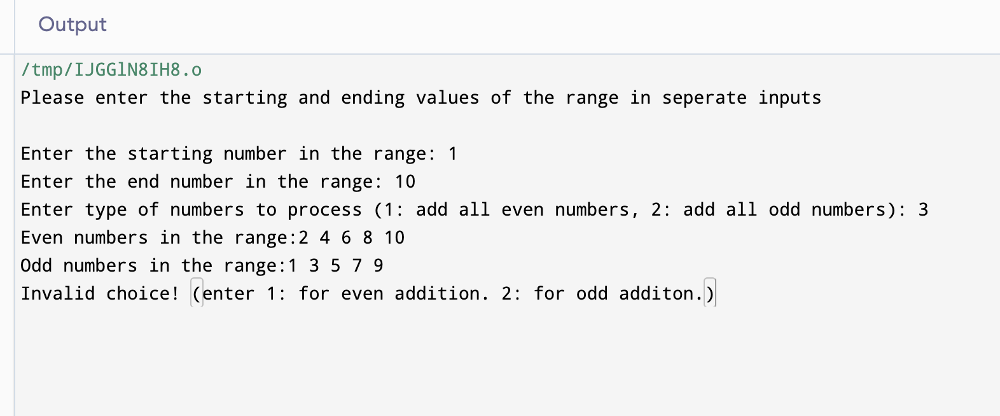 Output
/tmp/IJGGlN8IH8.o
Please enter the starting and ending values of the range in seperate inputs
Enter the starting number in the range: 1
Enter the end number in the range: 10
Enter type of numbers to process (1: add all even numbers, 2: add all odd numbers): 3
Even numbers in the range:2 4 6 8 10
Odd numbers in the range:1 3 5 7 9
Invalid choice! (enter 1: for even addition. 2: for odd additon.)